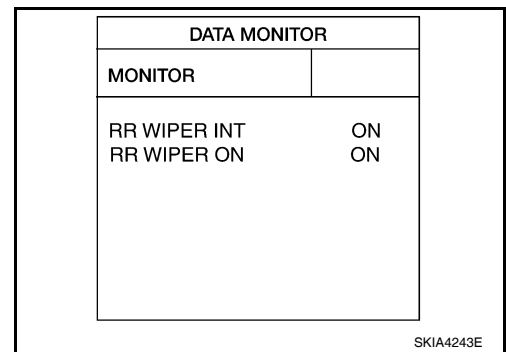 DATA MONITOR
MONITOR
RR WIPER INT ON
RR WIPER ON ON
SKIA4243E